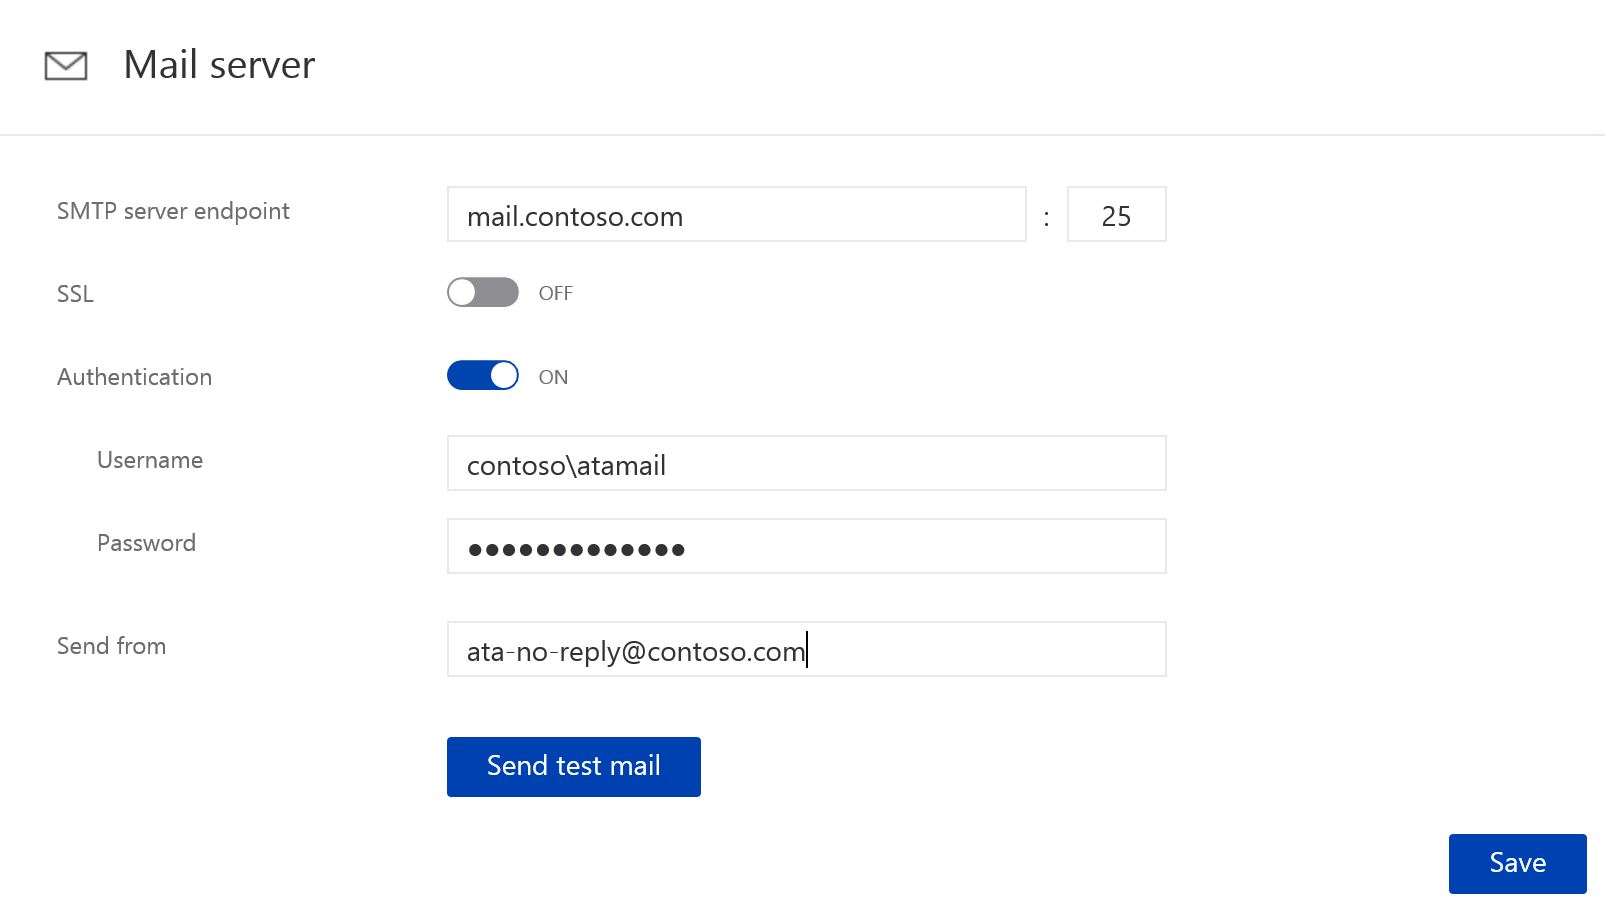 Mail server
SMTP server endpoint mail.contoso.com : 25
SSL OFF
Authentication ON
Username contoso\atamail
Password ●●●●●●●●●●●●●
Send from ata-no-reply@contoso.com
Send test mail
Save